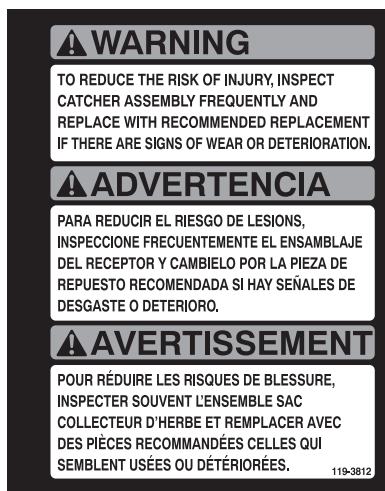 WARNING
TO REDUCE THE RISK OF INJURY, INSPECT
CATCHER ASSEMBLY FREQUENTLY AND
REPLACE WITH RECOMMENDED REPLACEMENT
IF THERE ARE SIGNS OF WEAR OR DETERIORATION.
ADVERTENCIA
PARA REDUCIR EL RIESGO DE LESIONS,
INSPECCIONE FRECUENTEMENTE EL ENSAMBLAJE
DEL RECEPTOR Y CAMBIELO POR LA PIEZA DE
REPUESTO RECOMENDADA SI HAY SEÑALES DE
DESGASTE O DETERIORO.
AVERTISSEMENT
POUR RÉDUIRE LES RISQUES DE BLESSURE,
INSPECTER SOUVENT L'ENSEMBLE SAC
COLLECTEUR D'HERBE ET REMPLACER AVEC
DES PIÈCES RECOMMANDÉES CELLES QUI
SEMBLENT USÉES OU DÉTÉRIORÉES.
119-3812